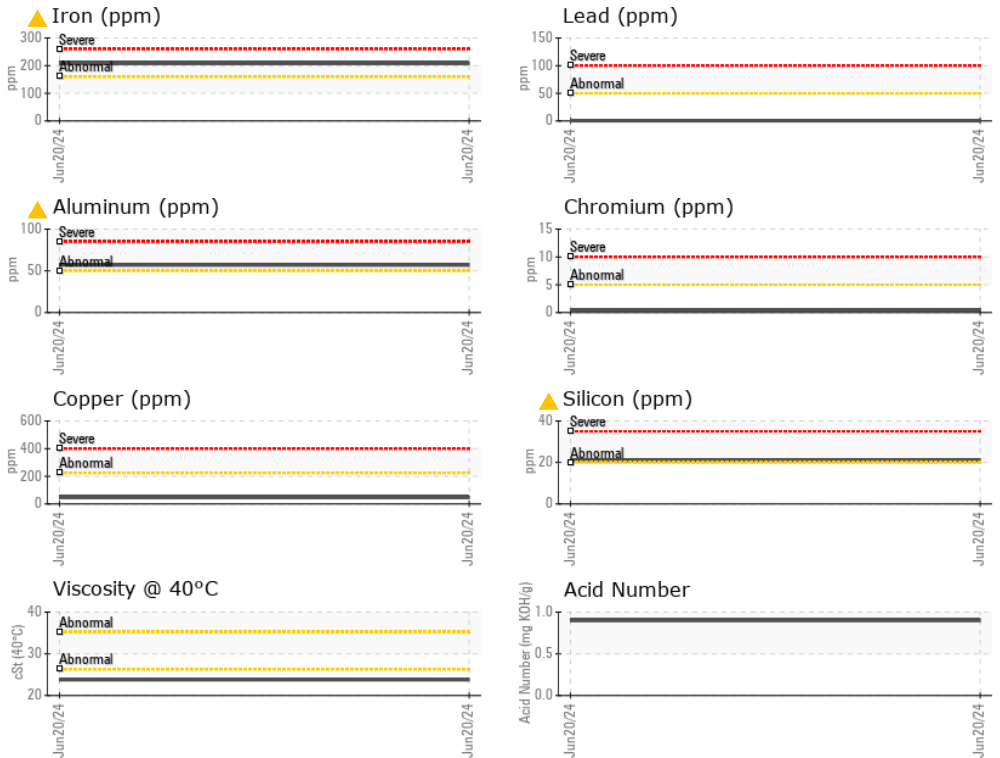 Iron (ppm)
300
200
100
0
ppm
Severe
Abnormal
Jun20/24
Jun20/24
Lead (ppm)
150
100
50
0
ppm
Severe
Abnormal
Jun20/24
Jun20/24
Aluminum (ppm)
100
50
0
ppm
Severe
Abnormal
Jun20/24
Jun20/24
Chromium (ppm)
15
10
5
0
ppm
Severe
Abnormal
Jun20/24
Jun20/24
Copper (ppm)
600
400
200
0
ppm
Severe
Abnormal
Jun20/24
Jun20/24
Silicon (ppm)
40
20
0
ppm
Severe
Abnormal
Jun20/24
Jun20/24
Viscosity @ 40°C
40
30
20
cSt (40°C)
Abnormal
Abnormal
Jun20/24
Jun20/24
Acid Number
1.0
0.5
0.0
Acid Number (mg KOH/g)
Jun20/24
Jun20/24